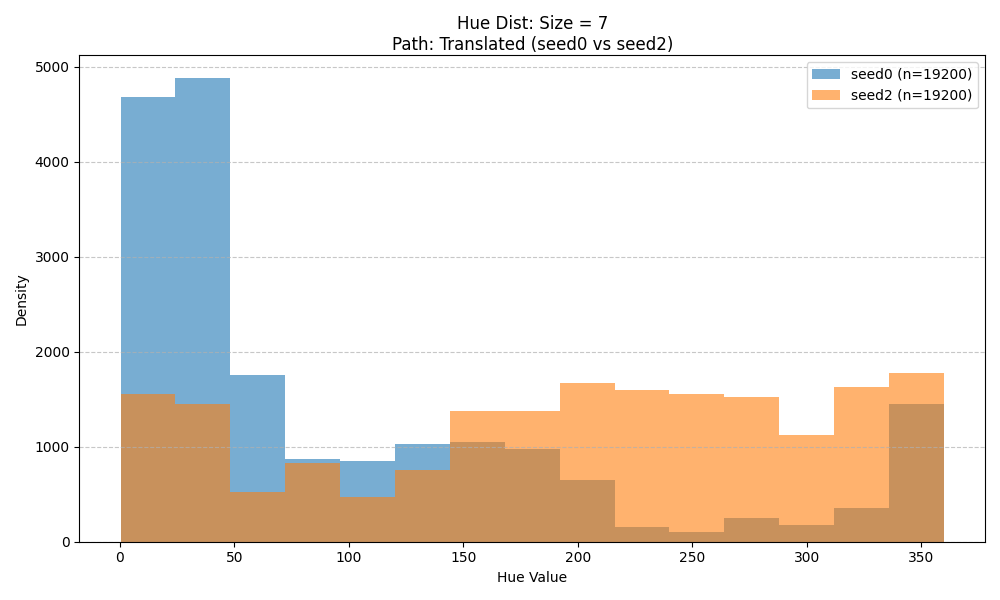 Hue Dist: Size = 7
Path: Translated (seed0 vs seed2)
seed0 (n=19200)
seed2 (n=19200)
Density
5000
4000
3000
2000
1000
0
0 50 100 150 200 250 300 350
Hue Value